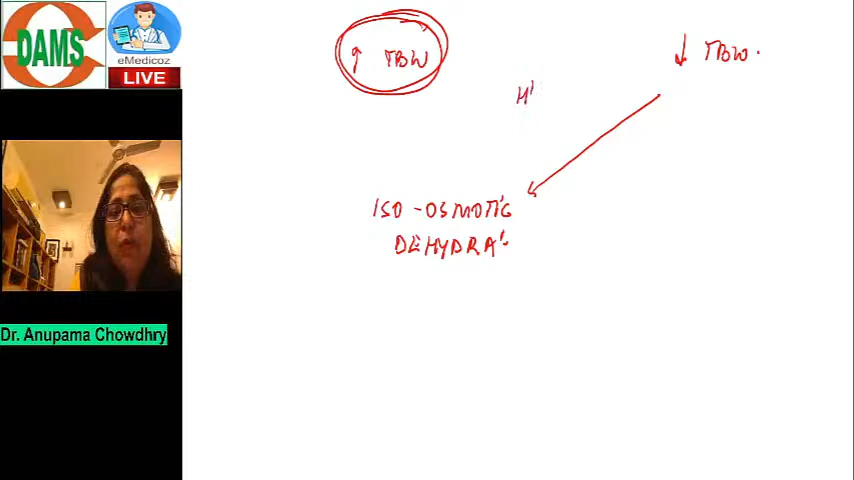 DAMS
eMedicoz
LIVE
Dr. Anupama Chowdhry
↑ TBW
↓ TBW.
H'
ISO-OSMOTIC
DEHYDRA'